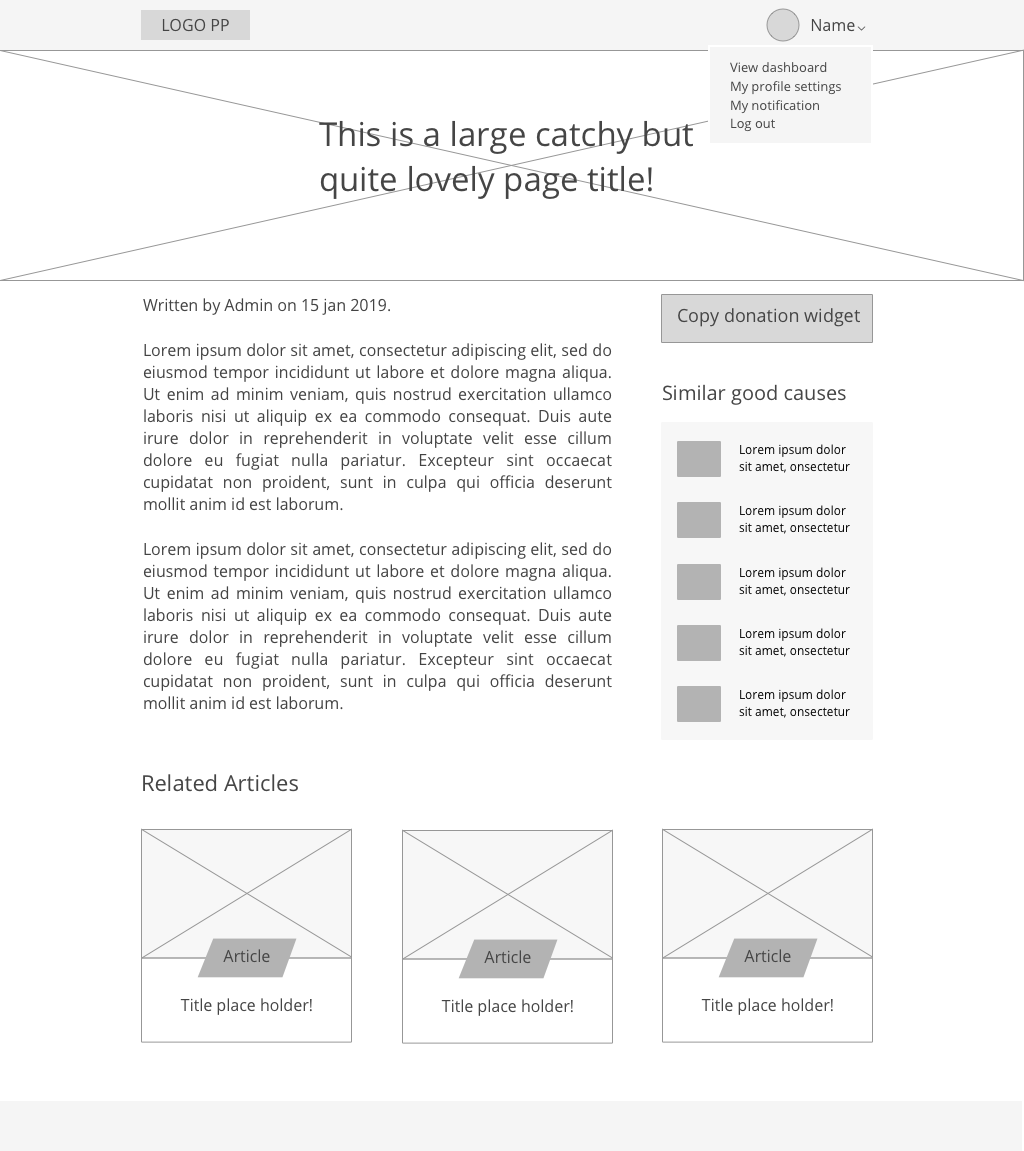 LOGO PP
Name
View dashboard
My profile settings
My notification
Log out
This is a large catchy but
quite lovely page title!
Written by Admin on 15 jan 2019.
Lorem ipsum dolor sit amet, consectetur adipiscing elit, sed do
eiusmod tempor incididunt ut labore et dolore magna aliqua.
Ut enim ad minim veniam, quis nostrud exercitation ullamco
laboris nisi ut aliquip ex ea commodo consequat. Duis aute
irure dolor in reprehenderit in voluptate velit esse cillum
dolore eu fugiat nulla pariatur. Excepteur sint occaecat
cupidatat non proident, sunt in culpa qui officia deserunt
mollit anim id est laborum.
Lorem ipsum dolor sit amet, consectetur adipiscing elit, sed do
eiusmod tempor incididunt ut labore et dolore magna aliqua.
Ut enim ad minim veniam, quis nostrud exercitation ullamco
laboris nisi ut aliquip ex ea commodo consequat. Duis aute
irure dolor in reprehenderit in voluptate velit esse cillum
dolore eu fugiat nulla pariatur. Excepteur sint occaecat
cupidatat non proident, sunt in culpa qui officia deserunt
mollit anim id est laborum.
Copy donation widget
Similar good causes
Lorem ipsum dolor
sit amet, onsectetur
Lorem ipsum dolor
sit amet, onsectetur
Lorem ipsum dolor
sit amet, onsectetur
Lorem ipsum dolor
sit amet, onsectetur
Lorem ipsum dolor
sit amet, onsectetur
Related Articles
Article
Title place holder!
Article
Title place holder!
Article
Title place holder!